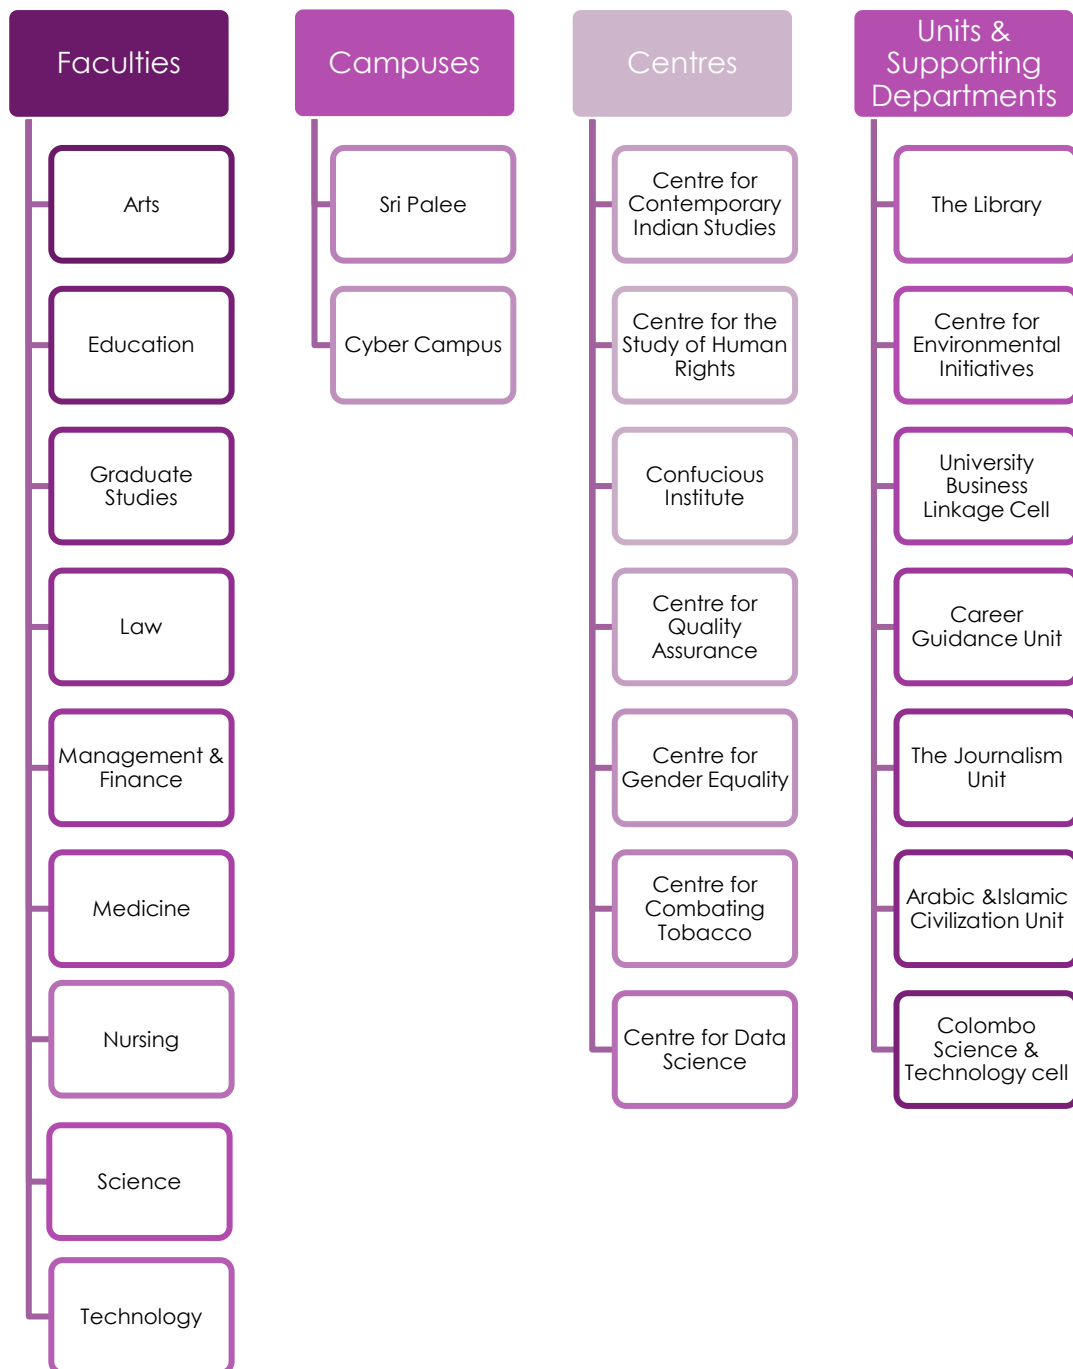 Faculties
Arts
Education
Graduate
Studies
Law
Management &
Finance
Medicine
Nursing
Science
Technology
Campuses
Sri Palee
Cyber Campus
Centres
Centre for
Contemporary
Indian Studies
Centre for the
Study of Human
Rights
Confucious
Institute
Centre for
Quality
Assurance
Centre for
Gender Equality
Centre for
Combating
Tobacco
Centre for Data
Science
Units &
Supporting
Departments
The Library
Centre for
Environmental
Initiatives
University
Business
Linkage Cell
Career
Guidance Unit
The Journalism
Unit
Arabic &Islamic
Civilization Unit
Colombo
Science &
Technology cell